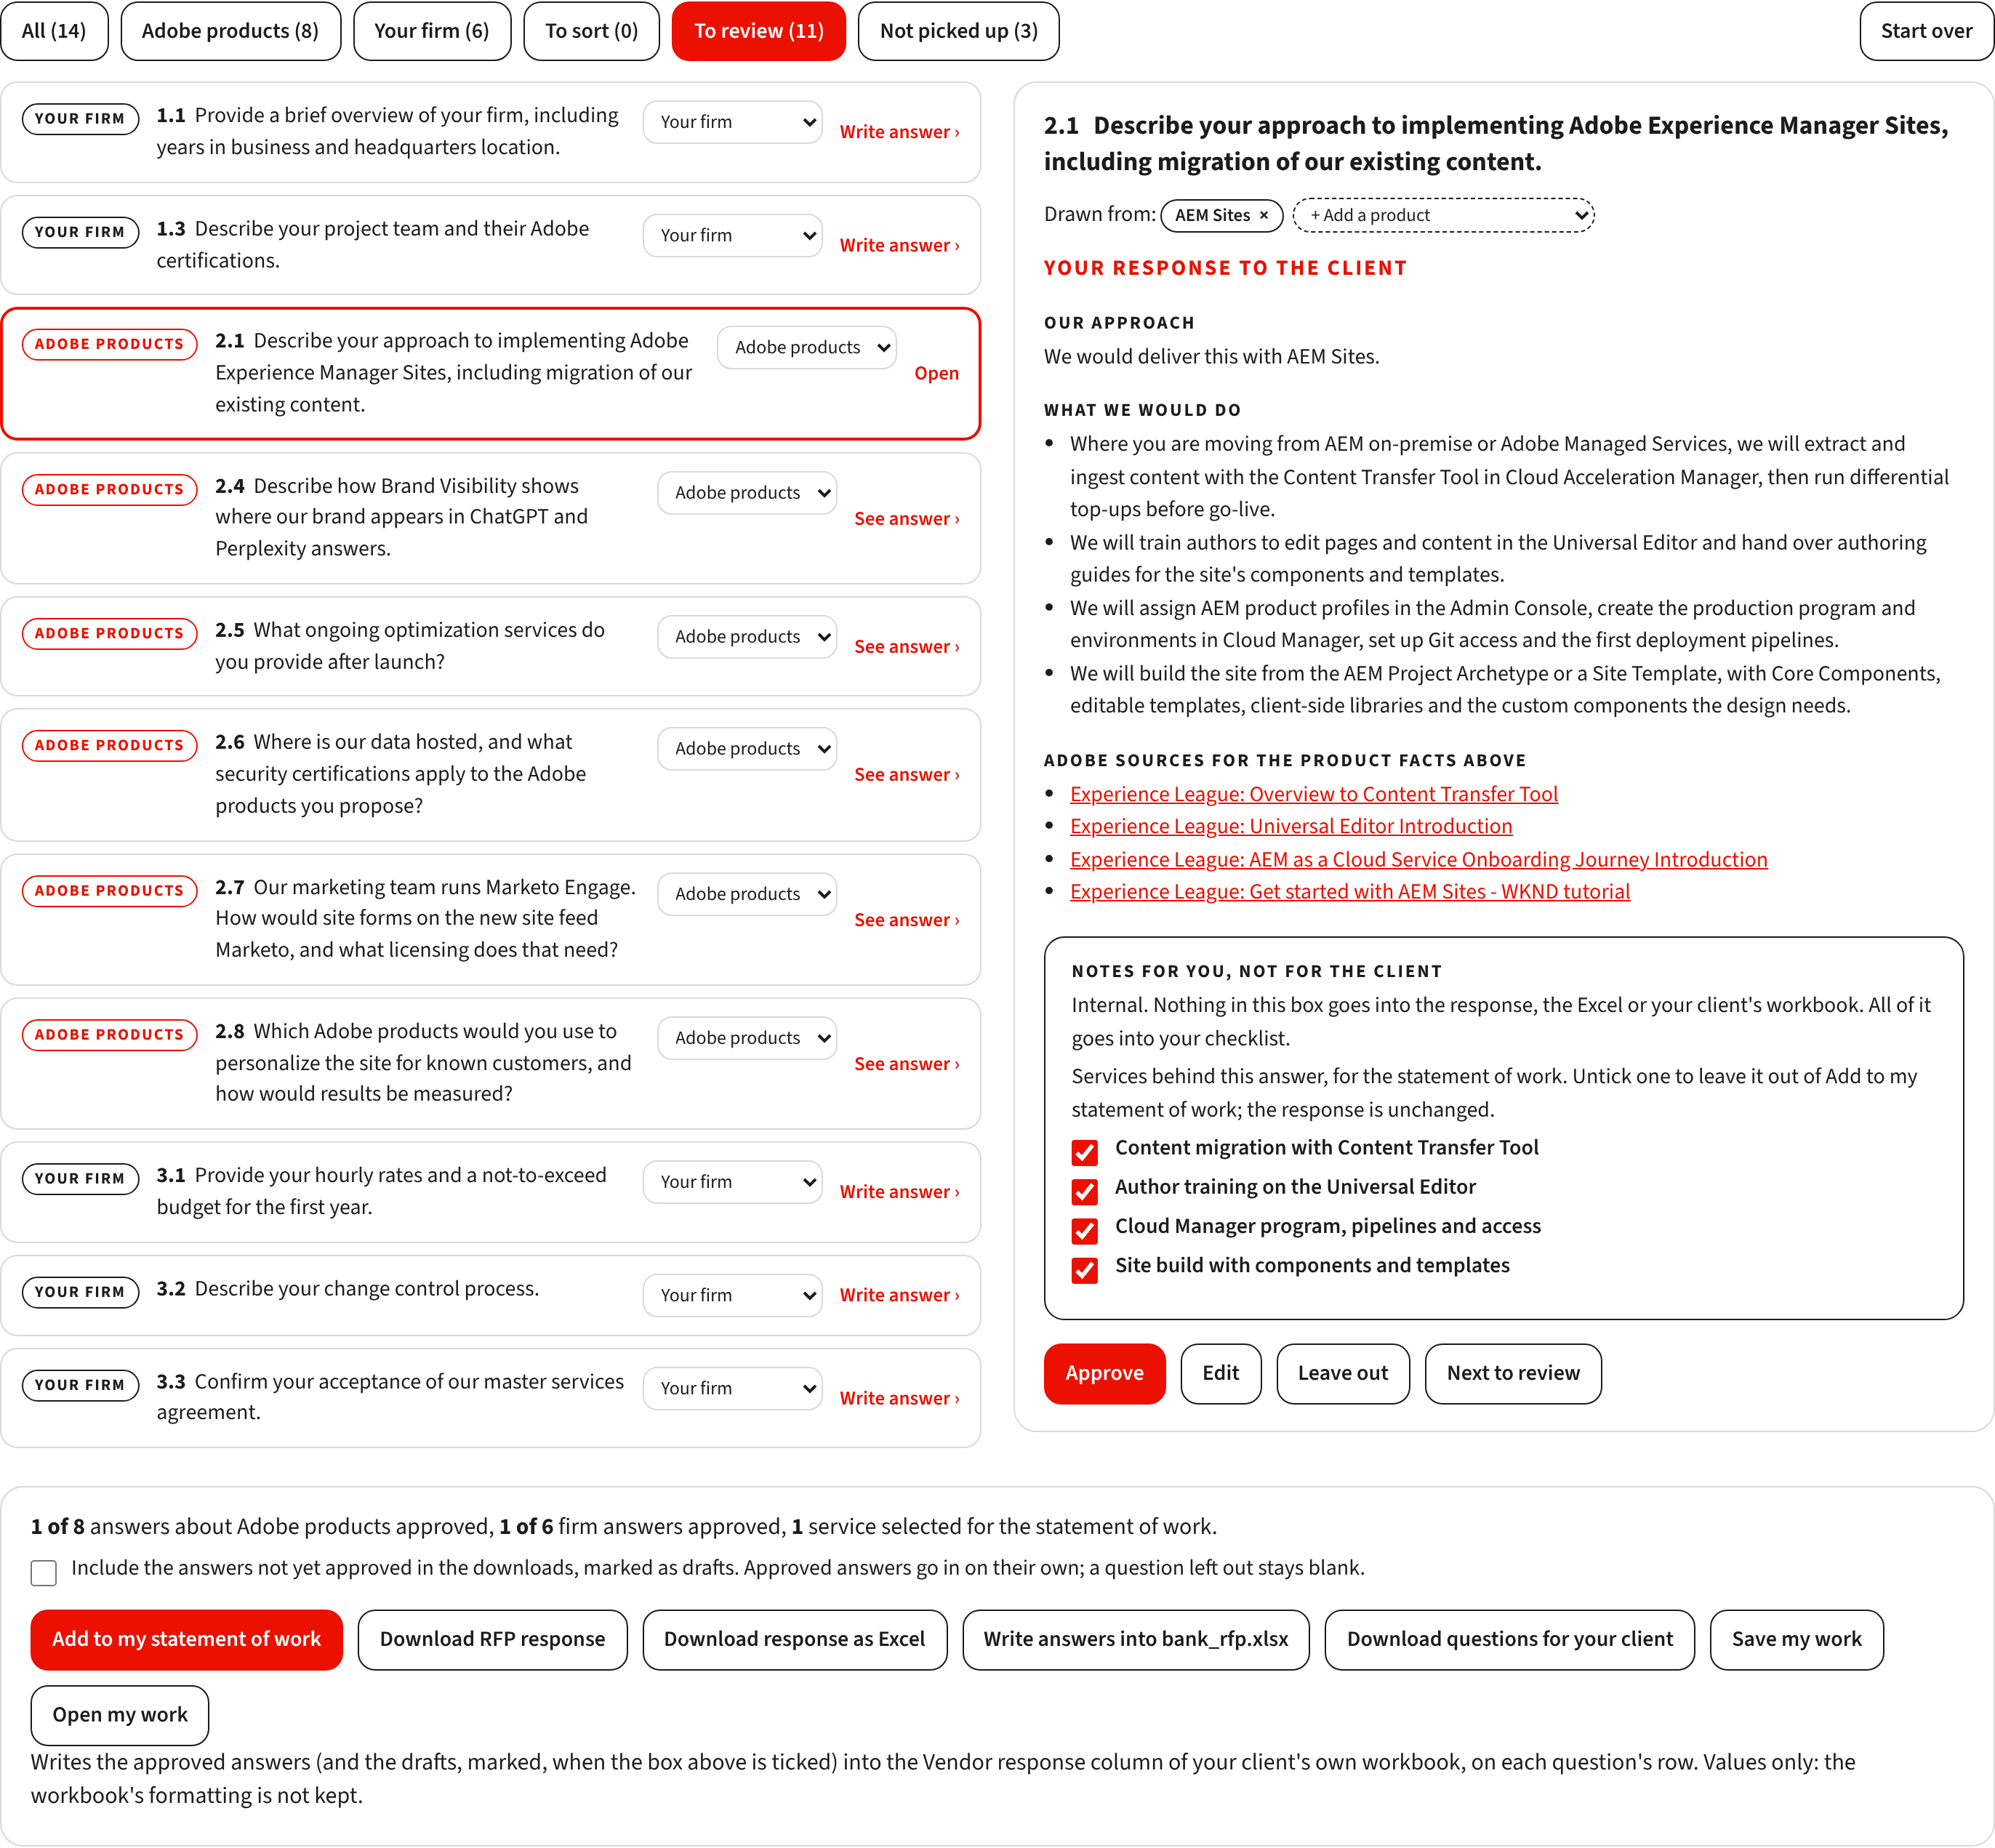 All (14)
Adobe products (8)
Your firm (6)
To sort (0)
To review (11)
Not picked up (3)
Start over
YOUR FIRM
1.1 Provide a brief overview of your firm, including
years in business and headquarters location.
Your firm
Write answer ›
YOUR FIRM
1.3 Describe your project team and their Adobe
certifications.
Your firm
Write answer ›
ADOBE PRODUCTS
2.1 Describe your approach to implementing Adobe
Experience Manager Sites, including migration of our
existing content.
Adobe products
Open
ADOBE PRODUCTS
2.4 Describe how Brand Visibility shows
where our brand appears in ChatGPT and
Perplexity answers.
Adobe products
See answer ›
ADOBE PRODUCTS
2.5 What ongoing optimization services do
you provide after launch?
Adobe products
See answer ›
ADOBE PRODUCTS
2.6 Where is our data hosted, and what
security certifications apply to the Adobe
products you propose?
Adobe products
See answer ›
ADOBE PRODUCTS
2.7 Our marketing team runs Marketo Engage.
How would site forms on the new site feed
Marketo, and what licensing does that need?
Adobe products
See answer ›
ADOBE PRODUCTS
2.8 Which Adobe products would you use to
personalize the site for known customers, and
how would results be measured?
Adobe products
See answer ›
YOUR FIRM
3.1 Provide your hourly rates and a not-to-exceed
budget for the first year.
Your firm
Write answer ›
YOUR FIRM
3.2 Describe your change control process.
Your firm
Write answer ›
YOUR FIRM
3.3 Confirm your acceptance of our master services
agreement.
Your firm
Write answer ›
2.1 Describe your approach to implementing Adobe Experience Manager Sites,
including migration of our existing content.
Drawn from: AEM Sites × + Add a product
YOUR RESPONSE TO THE CLIENT
OUR APPROACH
We would deliver this with AEM Sites.
WHAT WE WOULD DO
• Where you are moving from AEM on-premise or Adobe Managed Services, we will extract and
ingest content with the Content Transfer Tool in Cloud Acceleration Manager, then run differential
top-ups before go-live.
• We will train authors to edit pages and content in the Universal Editor and hand over authoring
guides for the site's components and templates.
• We will assign AEM product profiles in the Admin Console, create the production program and
environments in Cloud Manager, set up Git access and the first deployment pipelines.
• We will build the site from the AEM Project Archetype or a Site Template, with Core Components,
editable templates, client-side libraries and the custom components the design needs.
ADOBE SOURCES FOR THE PRODUCT FACTS ABOVE
• Experience League: Overview to Content Transfer Tool
• Experience League: Universal Editor Introduction
• Experience League: AEM as a Cloud Service Onboarding Journey Introduction
• Experience League: Get started with AEM Sites - WKND tutorial
NOTES FOR YOU, NOT FOR THE CLIENT
Internal. Nothing in this box goes into the response, the Excel or your client's workbook. All of it
goes into your checklist.
Services behind this answer, for the statement of work. Untick one to leave it out of Add to my
statement of work; the response is unchanged.
Content migration with Content Transfer Tool
Author training on the Universal Editor
Cloud Manager program, pipelines and access
Site build with components and templates
Approve
Edit
Leave out
Next to review
1 of 8 answers about Adobe products approved, 1 of 6 firm answers approved, 1 service selected for the statement of work.
Include the answers not yet approved in the downloads, marked as drafts. Approved answers go in on their own; a question left out stays blank.
Add to my statement of work
Download RFP response
Download response as Excel
Write answers into bank_rfp.xlsx
Download questions for your client
Save my work
Open my work
Writes the approved answers (and the drafts, marked, when the box above is ticked) into the Vendor response column of your client's own workbook, on each question's row. Values only: the
workbook's formatting is not kept.